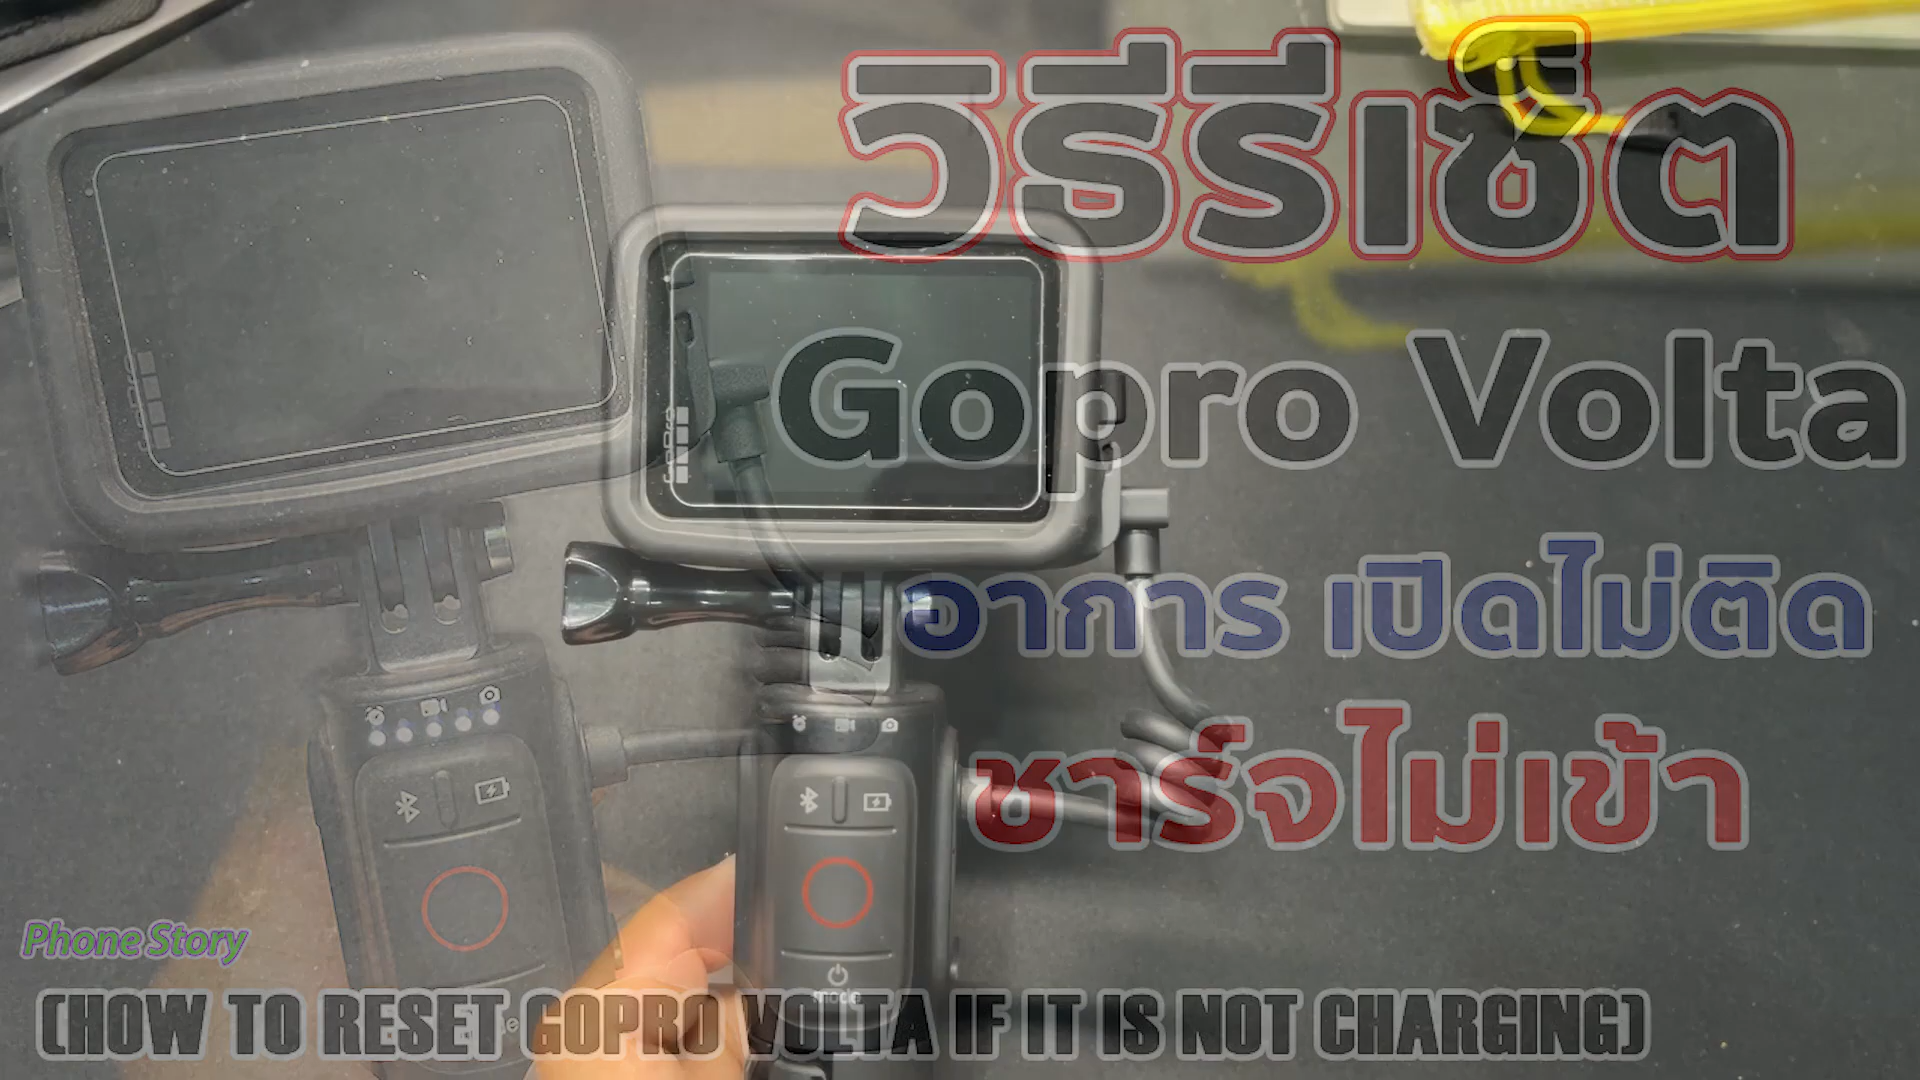 วิธีรีเซ็ต
Gopro Volta
อาการ เปิดไม่ติด
ชาร์จไม่เข้า
GoPro
mode
Phone Story
(HOW TO RESET GOPRO VOLTA IF IT IS NOT CHARGING)